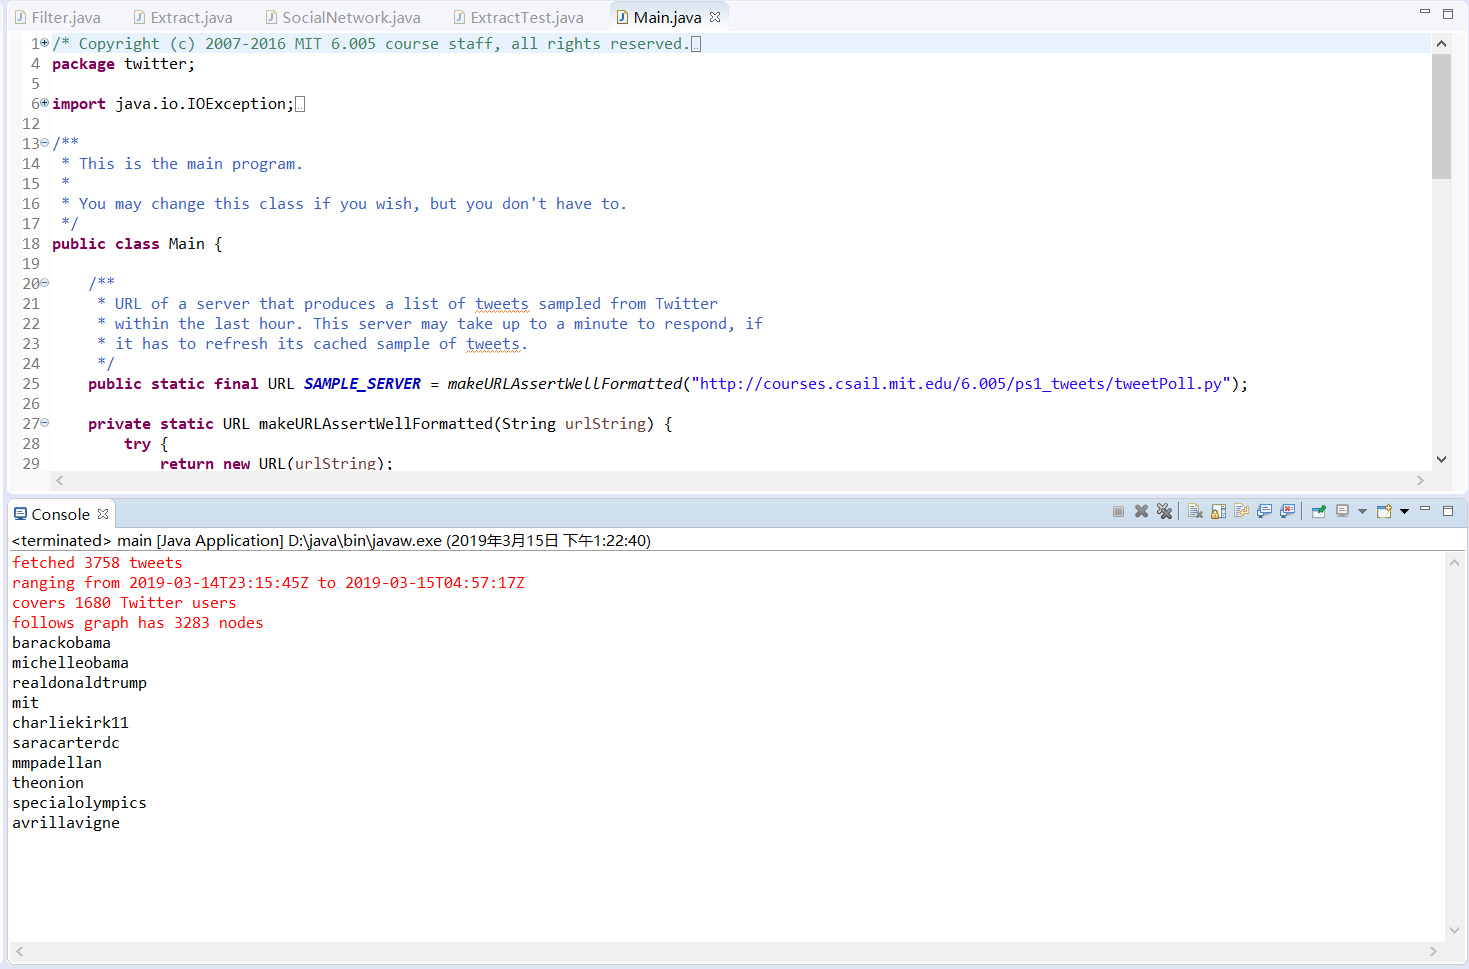 Filter.java Extract.java SocialNetwork.java ExtractTest.java Main.java
1 /* Copyright (c) 2007-2016 MIT 6.005 course staff, all rights reserved.
4 package twitter;
5
6 import java.io.IOException;
12
13 /**
14 * This is the main program.
15 *
16 * You may change this class if you wish, but you don't have to.
17 */
18 public class Main {
19
20 /**
21 * URL of a server that produces a list of tweets sampled from Twitter
22 * within the last hour. This server may take up to a minute to respond, if
23 * it has to refresh its cached sample of tweets.
24 */
25 public static final URL SAMPLE_SERVER = makeURLAssertWellFormatted("http://courses.csail.mit.edu/6.005/ps1_tweets/tweetPoll.py");
26
27 private static URL makeURLAssertWellFormatted(String urlString) {
28 try {
29 return new URL(urlString);
Console
<terminated> main [Java Application] D:\java\bin\javaw.exe (2019年3月15日 下午1:22:40)
fetched 3758 tweets
ranging from 2019-03-14T23:15:45Z to 2019-03-15T04:57:17Z
covers 1680 Twitter users
follows graph has 3283 nodes
barackobama
michelleobama
realdonaldtrump
mit
charliekirk11
saracarterdc
mmpadellan
theonion
specialolympics
avrillavigne